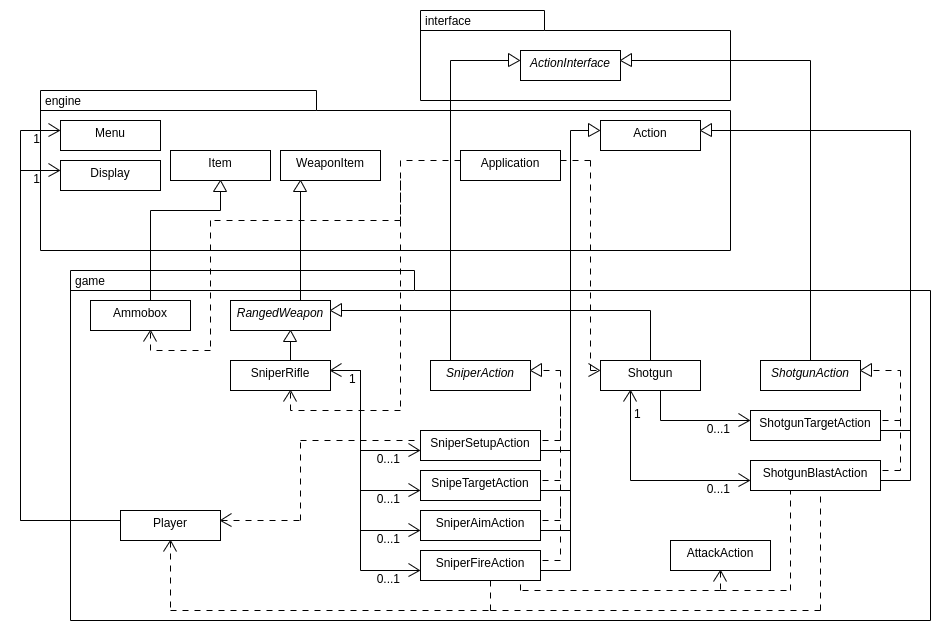 interface
ActionInterface
engine
Menu
1
Display
1
Item
WeaponItem
Application
Action
game
Ammobox
RangedWeapon
SniperRifle
1
SniperAction
Shotgun
1
ShotgunAction
0...1
ShotgunTargetAction
SniperSetupAction
0...1
0...1
ShotgunBlastAction
SnipeTargetAction
0...1
Player
SniperAimAction
0...1
AttackAction
SniperFireAction
0...1